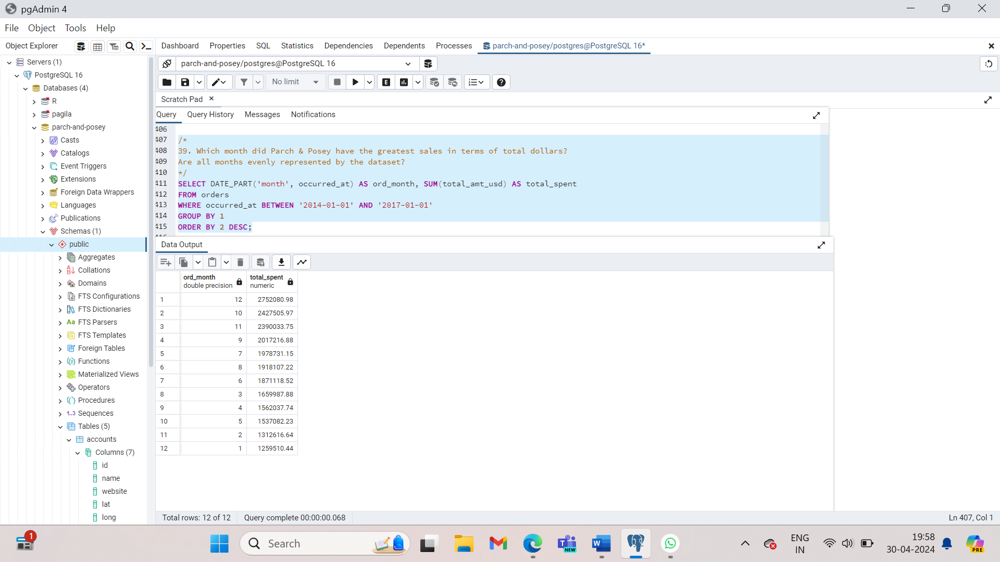 pgAdmin 4
File Object Tools Help
Object Explorer
Dashboard Properties SQL Statistics Dependencies Dependents Processes parch-and-posey/postgres@PostgreSQL 16*
Servers (1)
PostgreSQL 16
Databases (4)
R
pagila
parch-and-posey
Casts
Catalogs
Event Triggers
Extensions
Foreign Data Wrappers
Languages
Publications
Schemas (1)
public
Aggregates
Collations
Domains
FTS Configurations
FTS Dictionaries
Aa FTS Parsers
FTS Templates
Foreign Tables
Functions
Materialized Views
Operators
Procedures
1..3 Sequences
Tables (5)
accounts
Columns (7)
id
name
website
lat
long
parch-and-posey/postgres@PostgreSQL 16
No limit
E
Scratch Pad
Query Query History Messages Notifications
406
407 /*
408 39. Which month did Parch & Posey have the greatest sales in terms of total dollars?
409 Are all months evenly represented by the dataset?
410 */
411 SELECT DATE_PART('month', occurred_at) AS ord_month, SUM(total_amt_usd) AS total_spent
412 FROM orders
413 WHERE occurred_at BETWEEN '2014-01-01' AND '2017-01-01'
414 GROUP BY 1
415 ORDER BY 2 DESC;
Data Output
ord_month total_spent
double precision numeric
1 12 2752080.98
2 10 2427505.97
3 11 2390033.75
4 9 2017216.88
5 7 1978731.15
6 8 1918107.22
7 6 1871118.52
8 3 1659987.88
9 4 1562037.74
10 5 1537082.23
11 2 1312616.64
12 1 1259510.44
Total rows: 12 of 12 Query complete 00:00:00.068 Ln 407, Col 1
1
Search
NEW
ENG
IN
19:58
30-04-2024
PRE